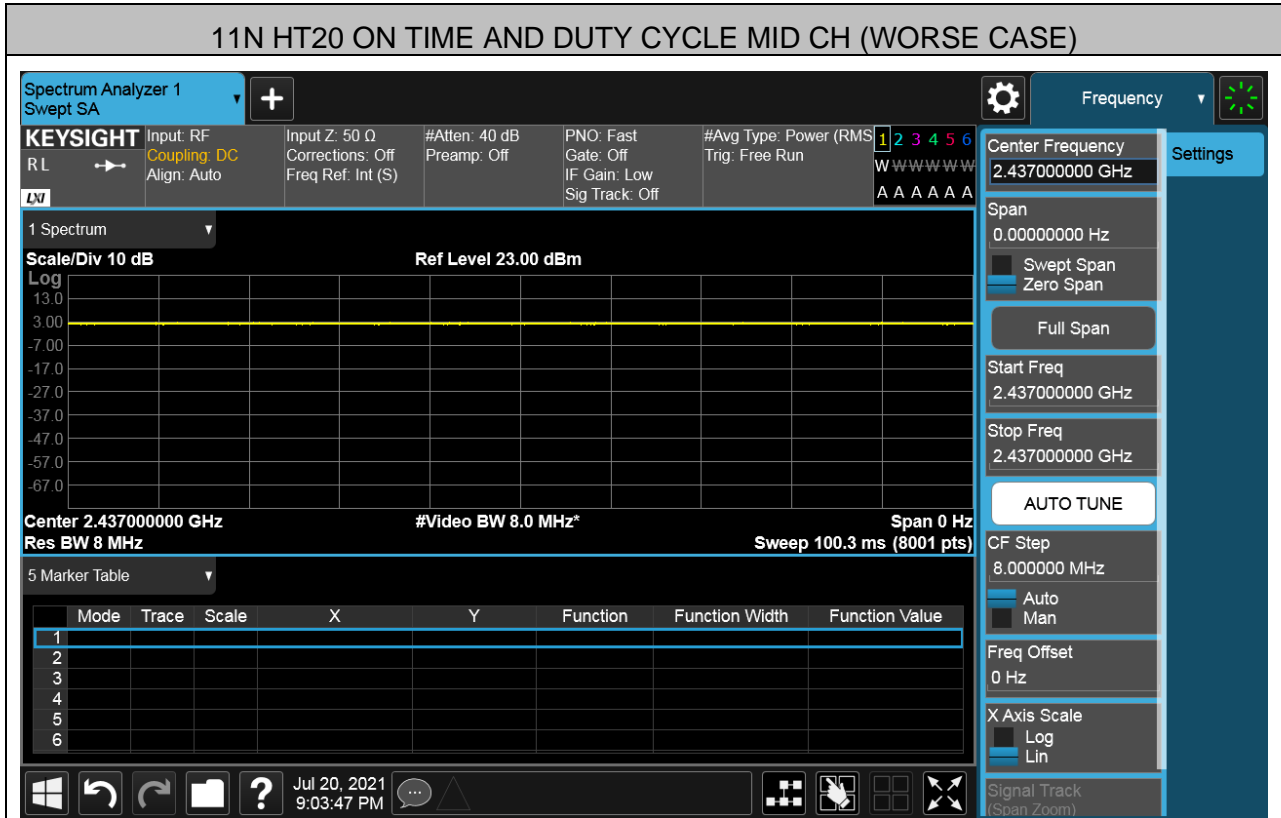 11N HT20 ON TIME AND DUTY CYCLE MID CH (WORSE CASE)
Spectrum Analyzer 1
Swept SA
+
Frequency
KEYSIGHT
RL
LXI
Input: RF
Coupling: DC
Align: Auto
Input Z: 50 Ω
Corrections: Off
Freq Ref: Int (S)
#Atten: 40 dB
Preamp: Off
PNO: Fast
Gate: Off
IF Gain: Low
Sig Track: Off
#Avg Type: Power (RMS
Trig: Free Run
1 2 3 4 5 6
W W W W W W
A A A A A A
1 Spectrum
Scale/Div 10 dB
Ref Level 23.00 dBm
Log
13.0
3.00
-7.00
-17.0
-27.0
-37.0
-47.0
-57.0
-67.0
Center 2.437000000 GHz
#Video BW 8.0 MHz*
Span 0 Hz
Res BW 8 MHz
Sweep 100.3 ms (8001 pts)
5 Marker Table
Mode Trace Scale X Y Function Function Width Function Value
1
2
3
4
5
6
Center Frequency
2.437000000 GHz
Settings
Span
0.00000000 Hz
Swept Span
Zero Span
Full Span
Start Freq
2.437000000 GHz
Stop Freq
2.437000000 GHz
AUTO TUNE
CF Step
8.000000 MHz
Auto
Man
Freq Offset
0 Hz
X Axis Scale
Log
Lin
Signal Track
(Span Zoom)
?
Jul 20, 2021
9:03:47 PM